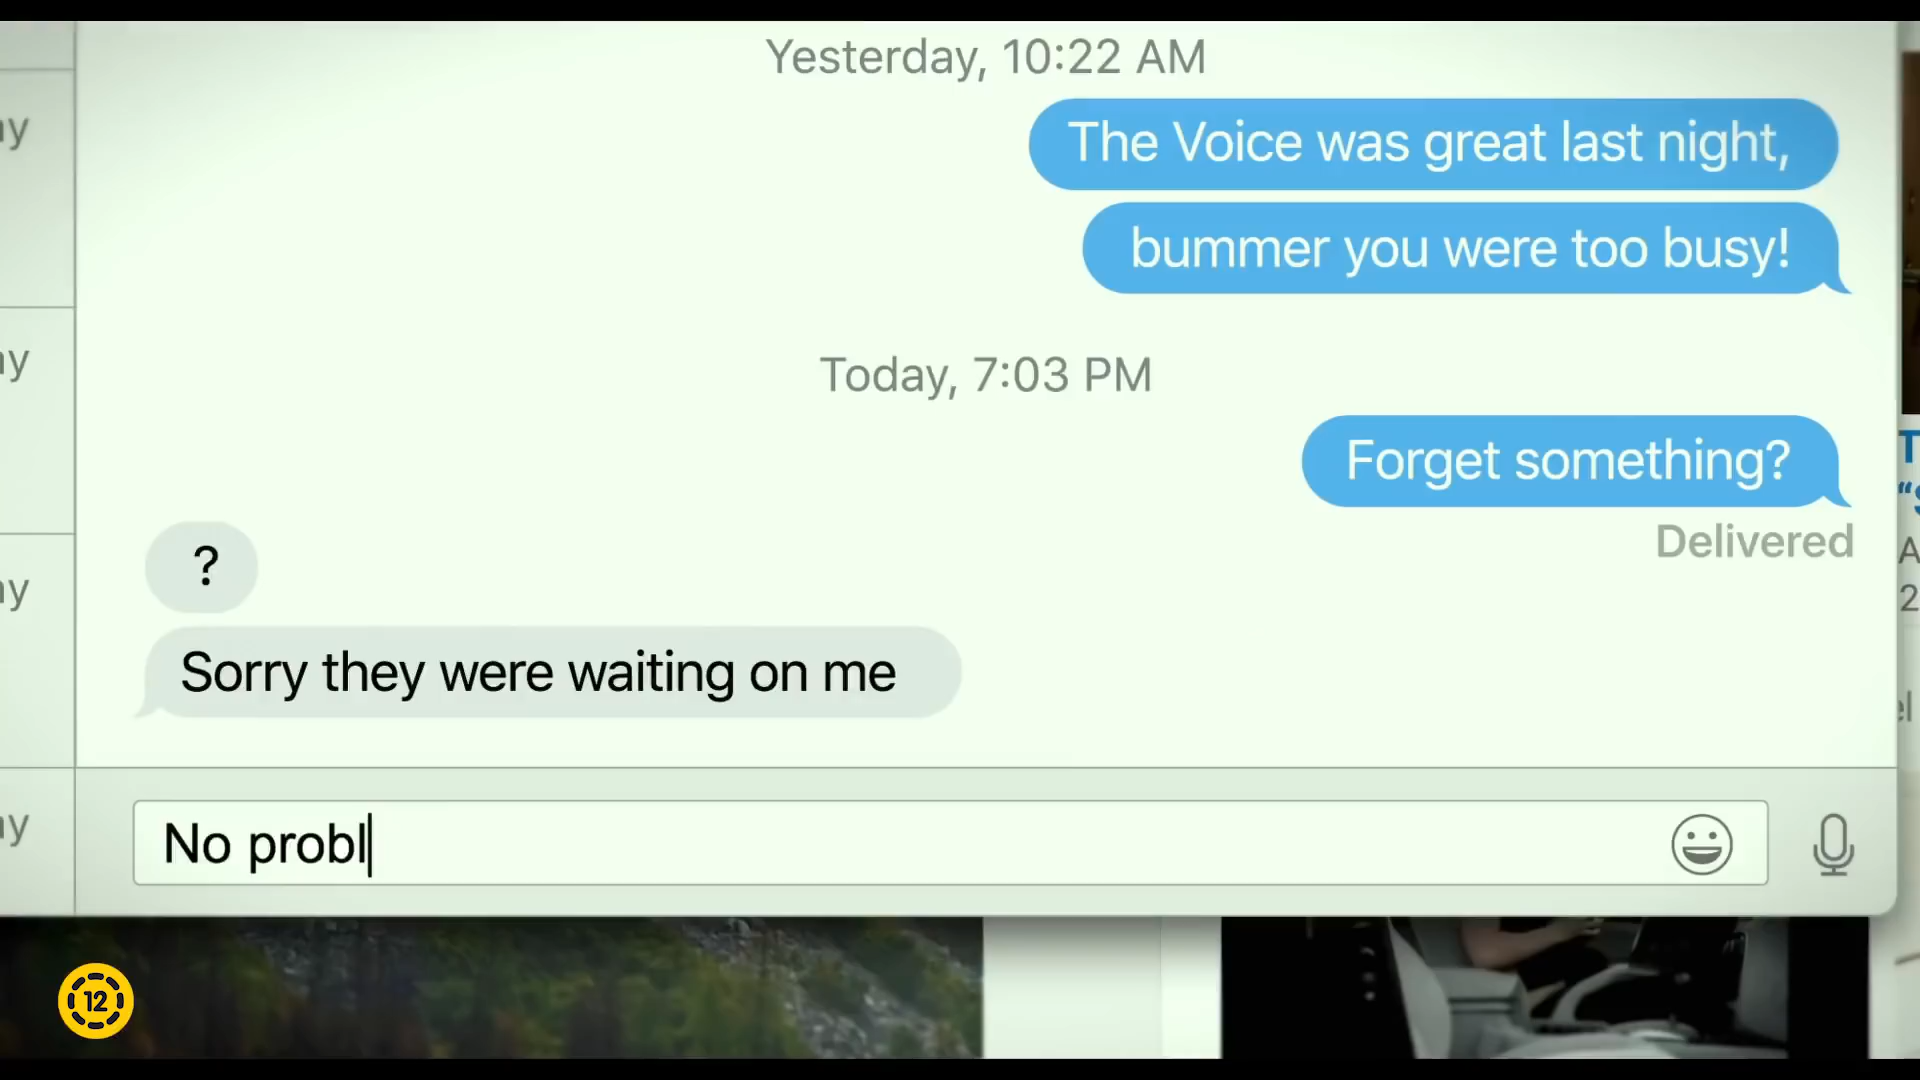 Yesterday, 10:22 AM
The Voice was great last night,
bummer you were too busy!
Today, 7:03 PM
Forget something?
Delivered
?
Sorry they were waiting on me
No probl
12